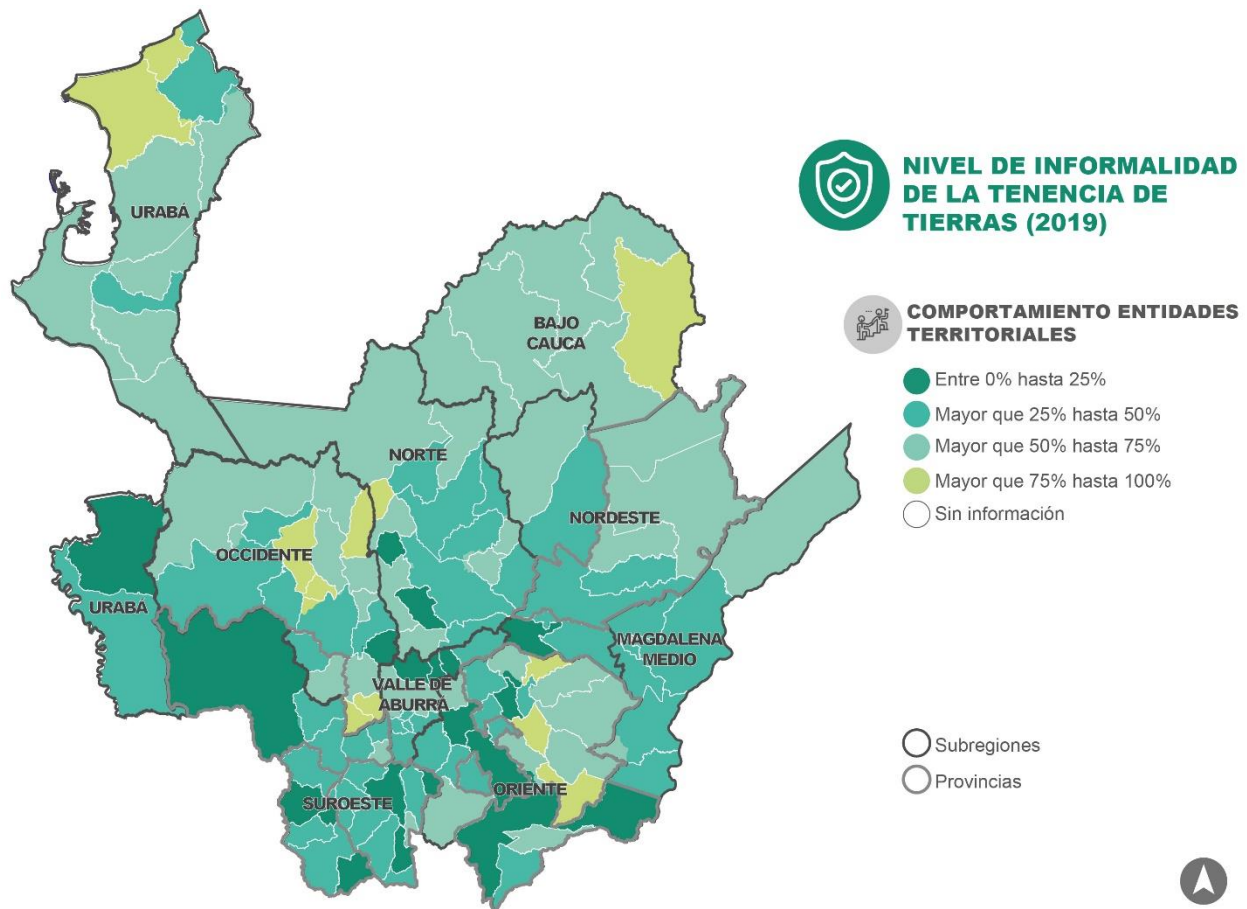 NIVEL DE INFORMALIDAD
DE LA TENENCIA DE
TIERRAS (2019)
COMPORTAMIENTO ENTIDADES
TERRITORIALES
Entre 0% hasta 25%
Mayor que 25% hasta 50%
Mayor que 50% hasta 75%
Mayor que 75% hasta 100%
Sin información
Subregiones
Provincias
URABÁ
BAJO
CAUCA
NORTE
NORDESTE
OCCIDENTE
URABÁ
MAGDALENA
MEDIO
VALLE DE
ABURRÁ
SUROESTE
ORIENTE